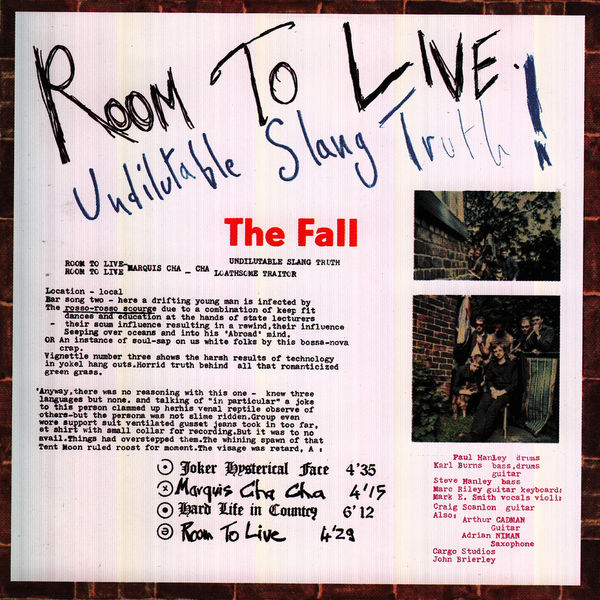 ROOM TO LIVE
Undilutable Slang Truth!
The Fall
UNDILUTABLE SLANG TRUTH
ROOM TO LIVE-
ROOM TO LIVE MARQUIS CHA _ CHA LOATHSOME TRAITOR
Location - local
Bar song two - here a drifting young man is infected by
The rosso-rosso scourge due to a combination of keep fit
dances and education at the hands of state lecturers
- their scum influence resulting in a rewind,their influence
Seeping over oceans and into his 'Abroad' mind.
OR An instance of soul-sap on us white folks by this bossa-nova
crap.
Vignettle number three shows the harsh results of technology
in yokel hang outs.Horrid truth behind all that romanticized
green grass.
'Anyway,there was no reasoning with this one - knew three
languages but none. and talking of "in particular" a joke
to this person clammed up herhis venal reptile observe of
others-but the persona was not slime ridden.Group even
wore support suit ventilated gusset jeans took in too far,
et shirt with small collar for recording.But it was to no
avail.Things had overstepped them.The whining spawn of that
Tent Moon ruled roost for moment.The visage was retard, A :
Joker Hysterical Face 4'35
Marquis Cha Cha 4'15
Hard Life in Country 6'12
Room To Live 4'29
Paul Hanley drums
Karl Burns bass,drums
guitar
Steve Hanley bass
Marc Riley guitar keyboard:
Mark E. Smith vocals violin
Craig Scanlon guitar
Also;
Arthur CADMAN
Guitar
Adrian NIMAN
Saxophone
Cargo Studios
John Brierley